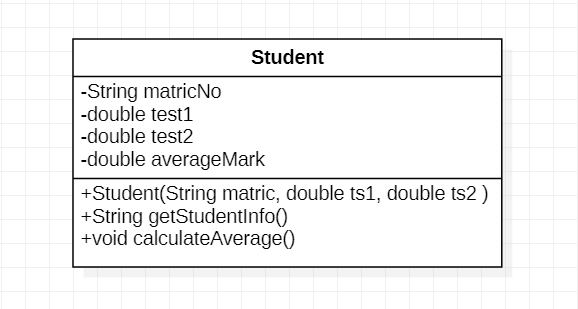 Student
-String matricNo
-double test1
-double test2
-double averageMark
+Student(String matric, double ts1, double ts2 )
+String getStudentInfo()
+void calculateAverage()